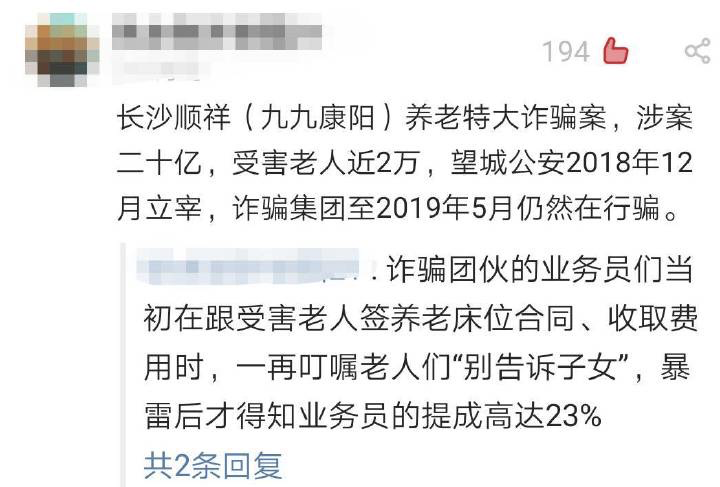 194
长沙顺祥（九九康阳）养老特大诈骗案，涉案
二十亿，受害老人近2万，望城公安2018年12
月立宰，诈骗集团至2019年5月仍然在行骗。
：诈骗团伙的业务员们当
初在跟受害老人签养老床位合同、收取费
用时，一再叮嘱老人们“别告诉子女”，暴
雷后才得知业务员的提成高达23%
共2条回复